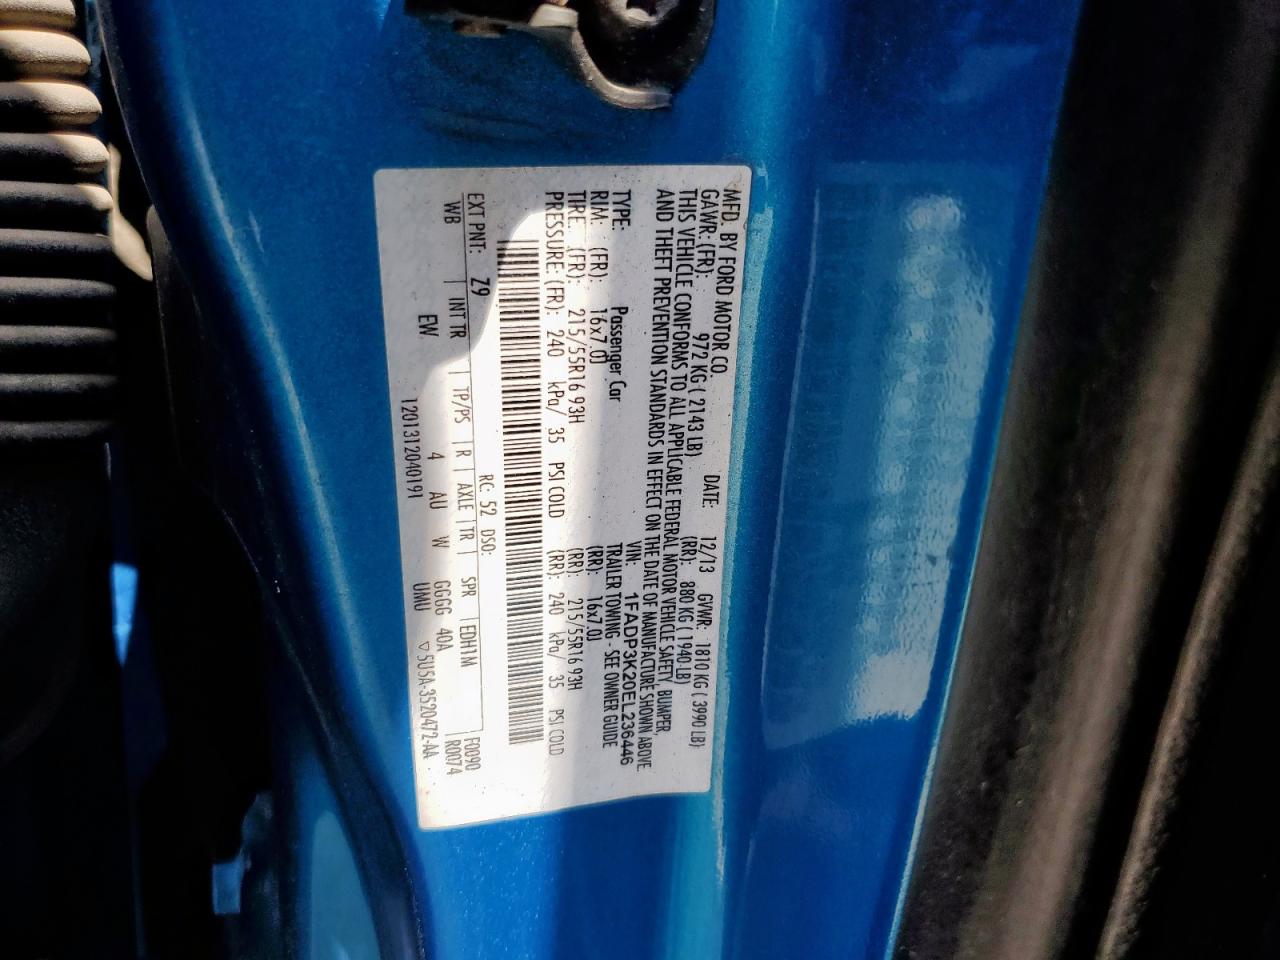 MFD. BY FORD MOTOR CO.
DATE: 12/13 GVWR: 1810 KG ( 3990 LB)
GAWR: (FR): 972 KG ( 2143 LB) (RR): 880 KG ( 1940 LB)
THIS VEHICLE CONFORMS TO ALL APPLICABLE FEDERAL MOTOR VEHICLE SAFETY, BUMPER,
AND THEFT PREVENTION STANDARDS IN EFFECT ON THE DATE OF MANUFACTURE SHOWN ABOVE.
VIN: 1FADP3K20EL236446
TYPE: Passenger Car TRAILER TOWING - SEE OWNER GUIDE
RIM: (FR): 16x7.0J (RR): 16x7.0J
TIRE: (FR): 215/55R16 93H (RR): 215/55R16 93H
PRESSURE: (FR): 240 kPa/ 35 PSI COLD (RR): 240 kPa/ 35 PSI COLD
RC: 52 DSO: F0090
EXT PNT: Z9 R0074
WB | INT TR | TP/PS | R | AXLE | TR | SPR | EDH1M
EW 4 AU W GGGG 40A
UMU ▽ 5U5A-3520472-AA
1201312040191